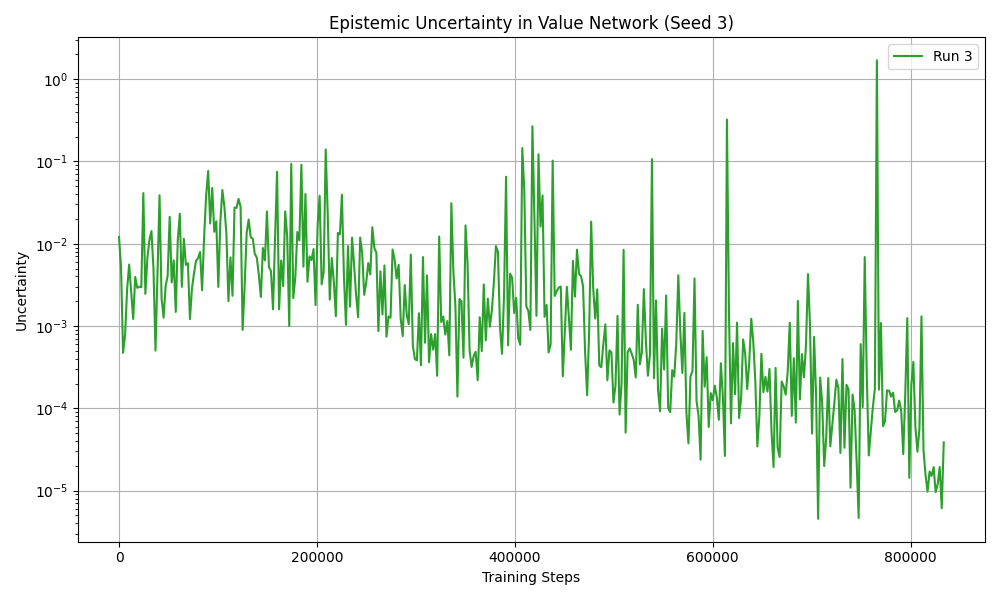 Epistemic Uncertainty in Value Network (Seed 3)
Run 3
Uncertainty
10⁰
10⁻¹
10⁻²
10⁻³
10⁻⁴
10⁻⁵
0 200000 400000 600000 800000
Training Steps